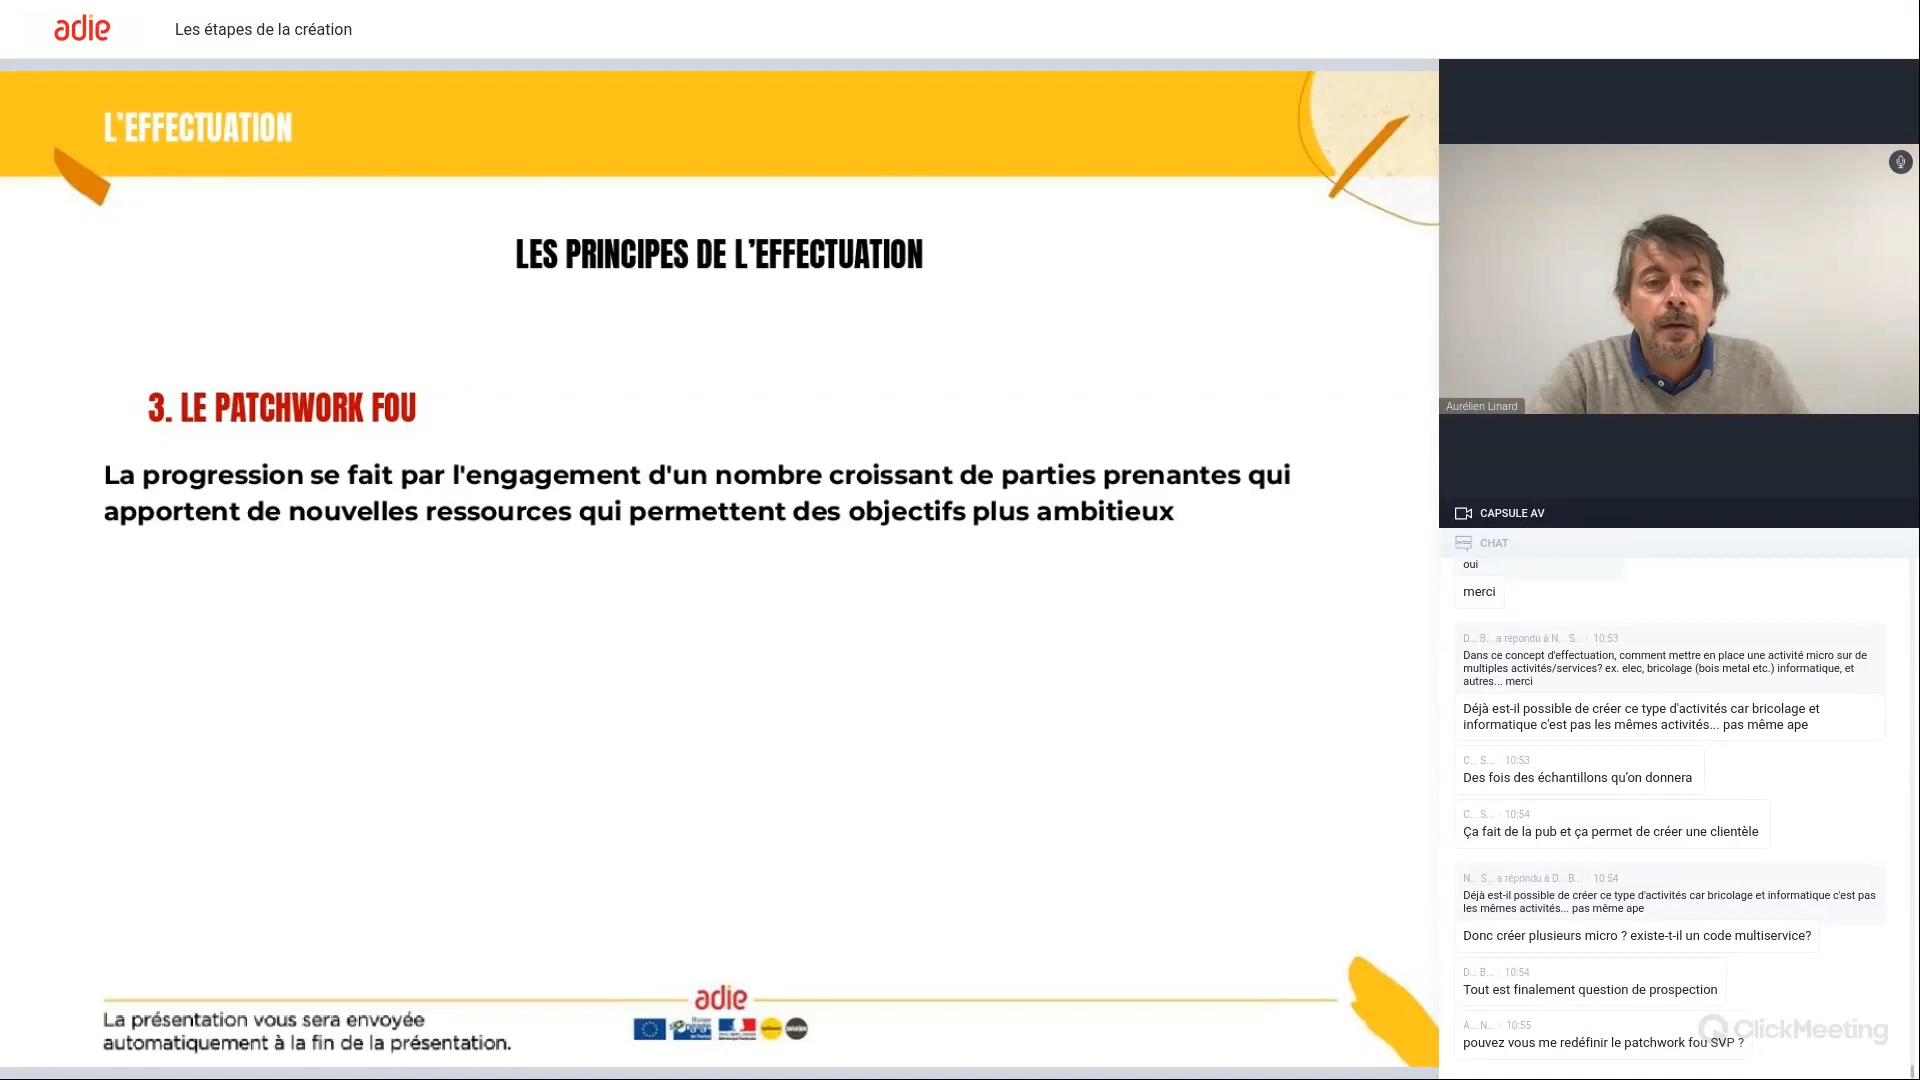 adie
Les étapes de la création
L'EFFECTUATION
LES PRINCIPES DE L'EFFECTUATION
3. LE PATCHWORK FOU
La progression se fait par l'engagement d'un nombre croissant de parties prenantes qui
apportent de nouvelles ressources qui permettent des objectifs plus ambitieux
adie
La présentation vous sera envoyée
automatiquement à la fin de la présentation.
Aurélien Linard
CAPSULE AV
CHAT
oui
merci
D... B... a répondu à N... S... · 10:53
Dans ce concept d'effectuation, comment mettre en place une activité micro sur de
multiples activités/services? ex. elec, bricolage (bois metal etc.) informatique, et
autres... merci
Déjà est-il possible de créer ce type d'activités car bricolage et
informatique c'est pas les mêmes activités... pas même ape
C... S... · 10:53
Des fois des échantillons qu'on donnera
C... S... · 10:54
Ça fait de la pub et ça permet de créer une clientèle
N... S... a répondu à D... B... · 10:54
Déjà est-il possible de créer ce type d'activités car bricolage et informatique c'est pas
les mêmes activités... pas même ape
Donc créer plusieurs micro ? existe-t-il un code multiservice?
D... B... · 10:54
Tout est finalement question de prospection
A... N... · 10:55
pouvez vous me redéfinir le patchwork fou SVP ?
ClickMeeting